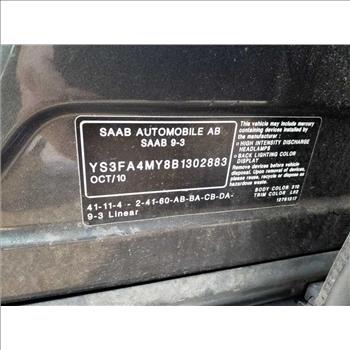 SAAB AUTOMOBILE AB
SAAB 9-3
YS3FA4MY8B1302883
OCT/10
41-11-4 - 2-41-60-AB-BA-CB-DA-
9-3 Linear
This vehicle may include mercury
containing devices installed by
the manufacturer :
• HIGH INTENSITY DISCHARGE
HEADLAMPS
• BACK LIGHTING COLOR
DISPLAY
Remove devices before vehicle
disposal. Upon removal of devices
please reuse, recycle or dispose as
hazardous waste.
BODY COLOR 310
TRIM COLOR
12761217